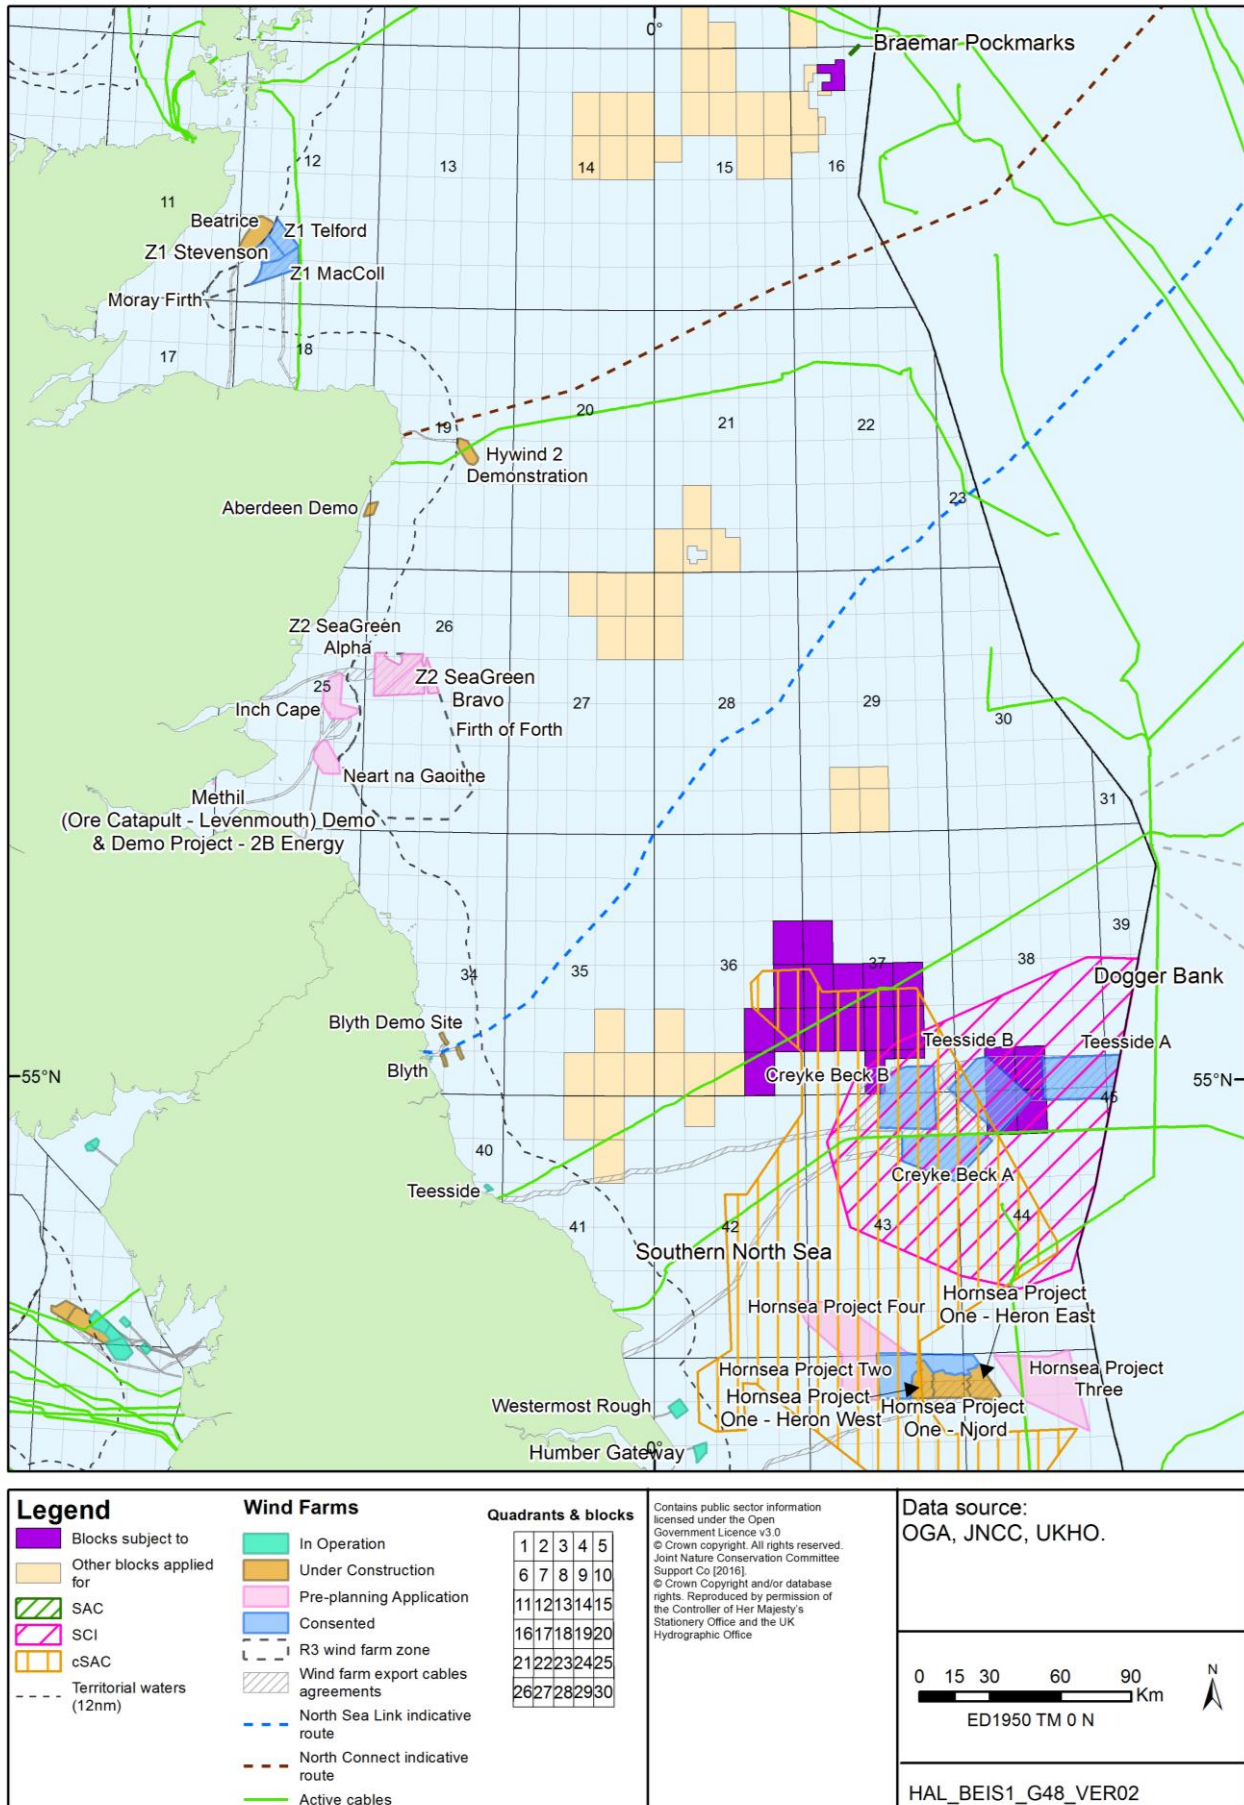 0°
Braemar Pockmarks
12
13
14
15
16
11
Beatrice
Z1 Telford
Z1 Stevenson
Z1 MacColl
Moray Firth
17
18
19
20
21
22
Hywind 2
Demonstration
23
Aberdeen Demo
Z2 SeaGreen
Alpha
26
25
Z2 SeaGreen
Bravo
27
28
29
30
Inch Cape
Firth of Forth
Neart na Gaoithe
Methil
(Ore Catapult - Levenmouth) Demo
& Demo Project - 2B Energy
31
39
34
35
36
37
38
Dogger Bank
Blyth Demo Site
Blyth
Teesside B
Teesside A
Creyke Beck B
55°N
55°N
45
40
Creyke Beck A
Teesside
41
42
43
44
Southern North Sea
Hornsea Project Four
Hornsea Project
One - Heron East
Hornsea Project Two
Hornsea Project
One - Heron West
Hornsea Project
One - Njord
Hornsea Project
Three
Westermost Rough
Humber Gateway
0°
Legend
Blocks subject to
Other blocks applied
for
SAC
SCI
cSAC
Territorial waters
(12nm)
Wind Farms
In Operation
Under Construction
Pre-planning Application
Consented
R3 wind farm zone
Wind farm export cables
agreements
North Sea Link indicative
route
North Connect indicative
route
Active cables
Quadrants & blocks
1 2 3 4 5
6 7 8 9 10
11 12 13 14 15
16 17 18 19 20
21 22 23 24 25
26 27 28 29 30
Contains public sector information
licensed under the Open
Government Licence v3.0
© Crown copyright. All rights reserved.
Joint Nature Conservation Committee
Support Co [2016].
© Crown Copyright and/or database
rights. Reproduced by permission of
the Controller of Her Majesty's
Stationery Office and the UK
Hydrographic Office
Data source:
OGA, JNCC, UKHO.
0 15 30 60 90
Km
N
ED1950 TM 0 N
HAL_BEIS1_G48_VER02